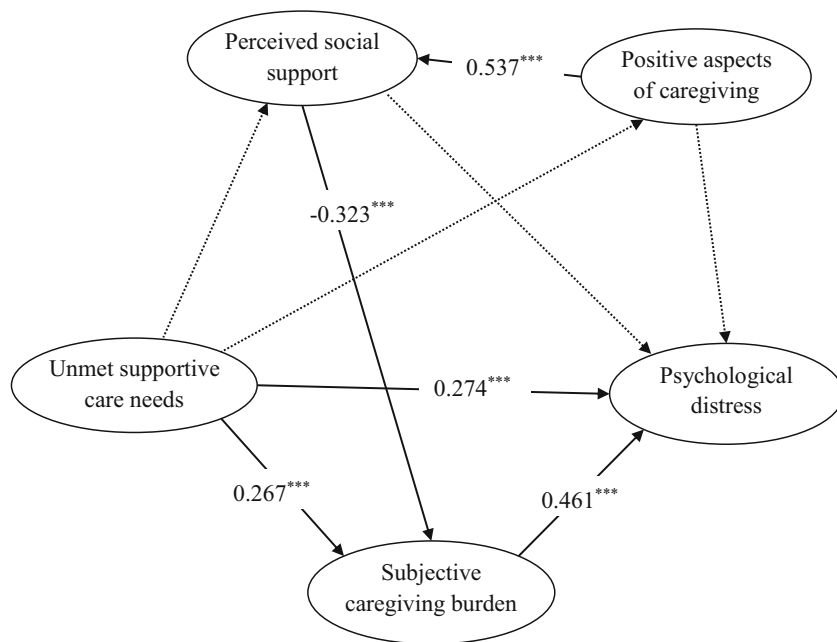 Perceived social
support
Positive aspects
of caregiving
0.537***
-0.323***
Unmet supportive
care needs
0.274***
Psychological
distress
0.267***
0.461***
Subjective
caregiving burden